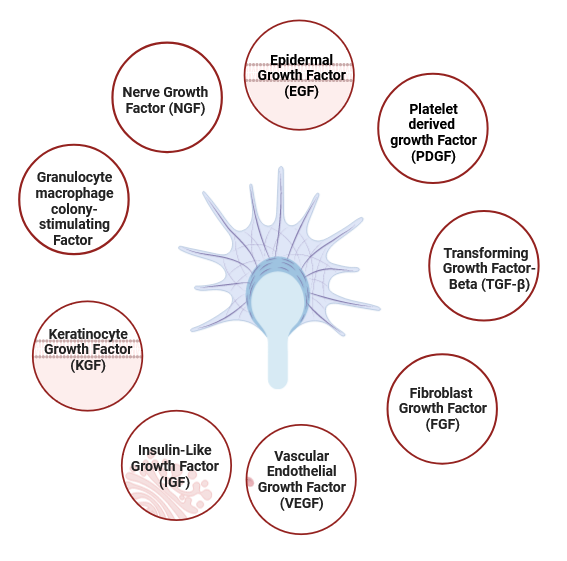 Epidermal
Growth Factor
(EGF)
Nerve Growth
Factor (NGF)
Platelet
derived
growth Factor
(PDGF)
Granulocyte
macrophage
colony-
stimulating
Factor
Transforming
Growth Factor-
Beta (TGF-β)
Keratinocyte
Growth Factor
(KGF)
Fibroblast
Growth Factor
(FGF)
Insulin-Like
Growth Factor
(IGF)
Vascular
Endothelial
Growth Factor
(VEGF)